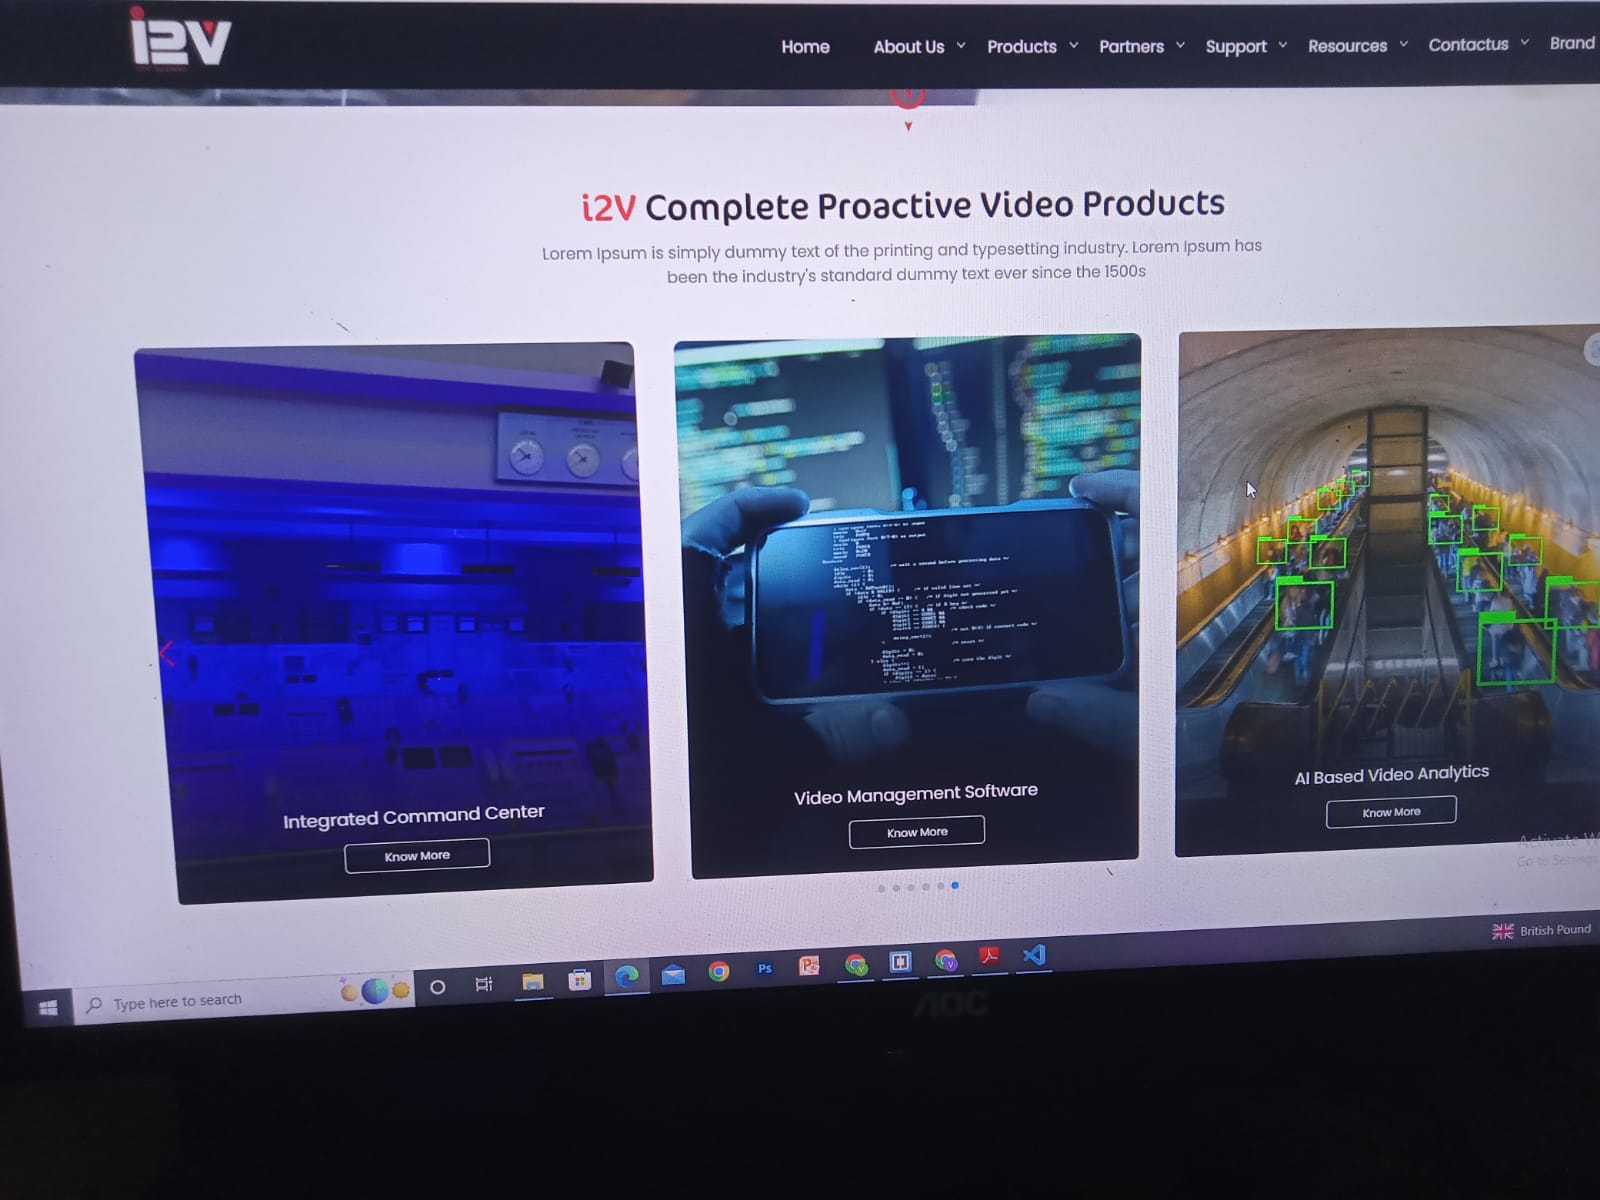 i2V
Home
About Us
Products
Partners
Support
Resources
Contactus
Brand
i2V Complete Proactive Video Products
Lorem Ipsum is simply dummy text of the printing and typesetting industry. Lorem Ipsum has
been the industry's standard dummy text ever since the 1500s
Integrated Command Center
Know More
Video Management Software
Know More
AI Based Video Analytics
Know More
Activate W
Go to Settings
British Pound
Type here to search
Ps
AOC